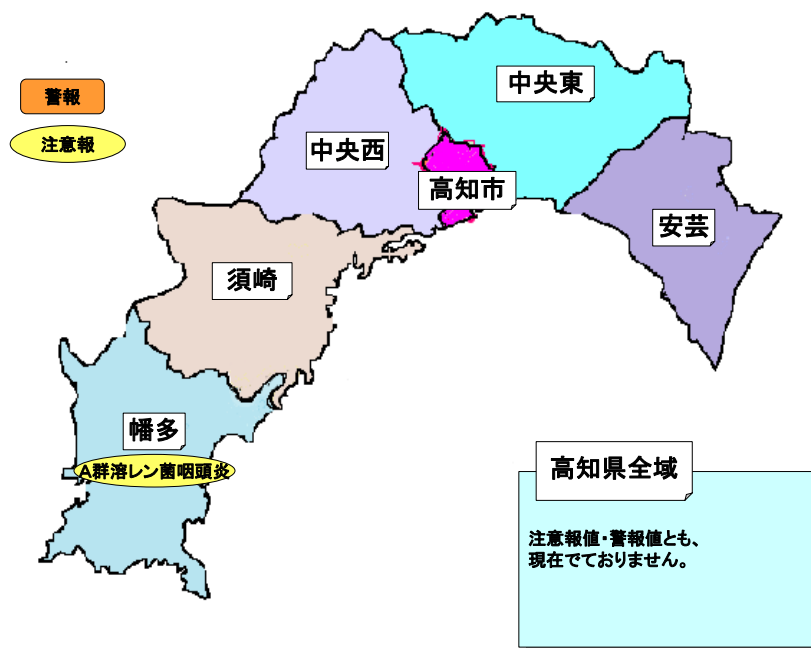 警報
注意報
中央東
中央西
高知市
安芸
須崎
幡多
A群溶レン菌咽頭炎
高知県全域
注意報値・警報値とも、
現在でておりません。